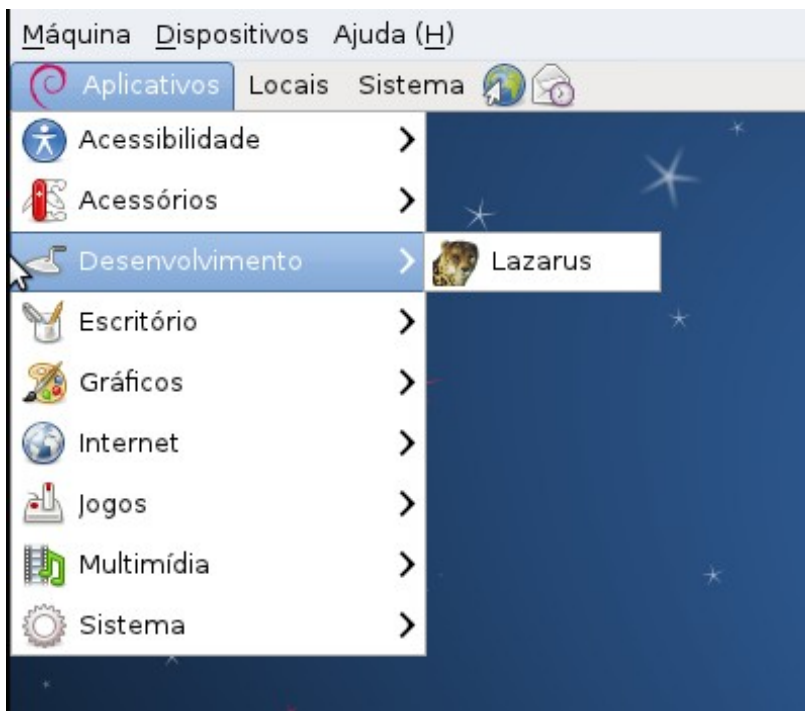 Máquina Dispositivos Ajuda (H)
Aplicativos Locais Sistema
Acessibilidade
Acessórios
Desenvolvimento Lazarus
Escritório
Gráficos
Internet
Jogos
Multimídia
Sistema